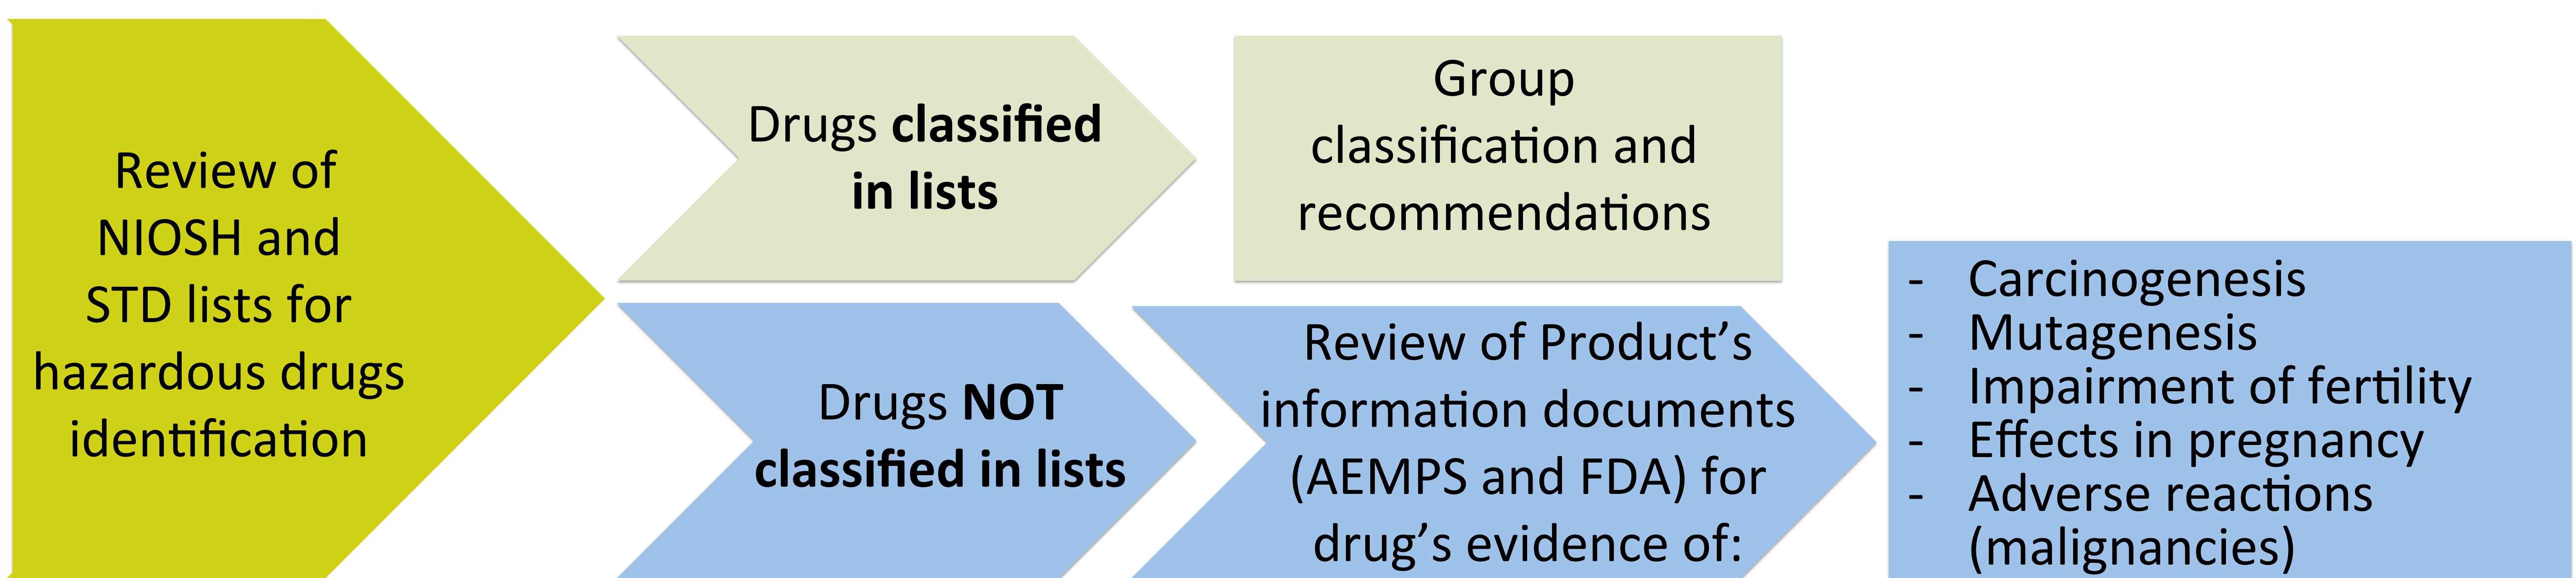 Review of
NIOSH and
STD lists for
hazardous drugs
identification
Drugs classified
in lists
Group
classification and
recommendations
Drugs NOT
classified in lists
Review of Product’s
information documents
(AEMPS and FDA) for
drug’s evidence of:
- Carcinogenesis
- Mutagenesis
- Impairment of fertility
- Effects in pregnancy
- Adverse reactions
(malignancies)